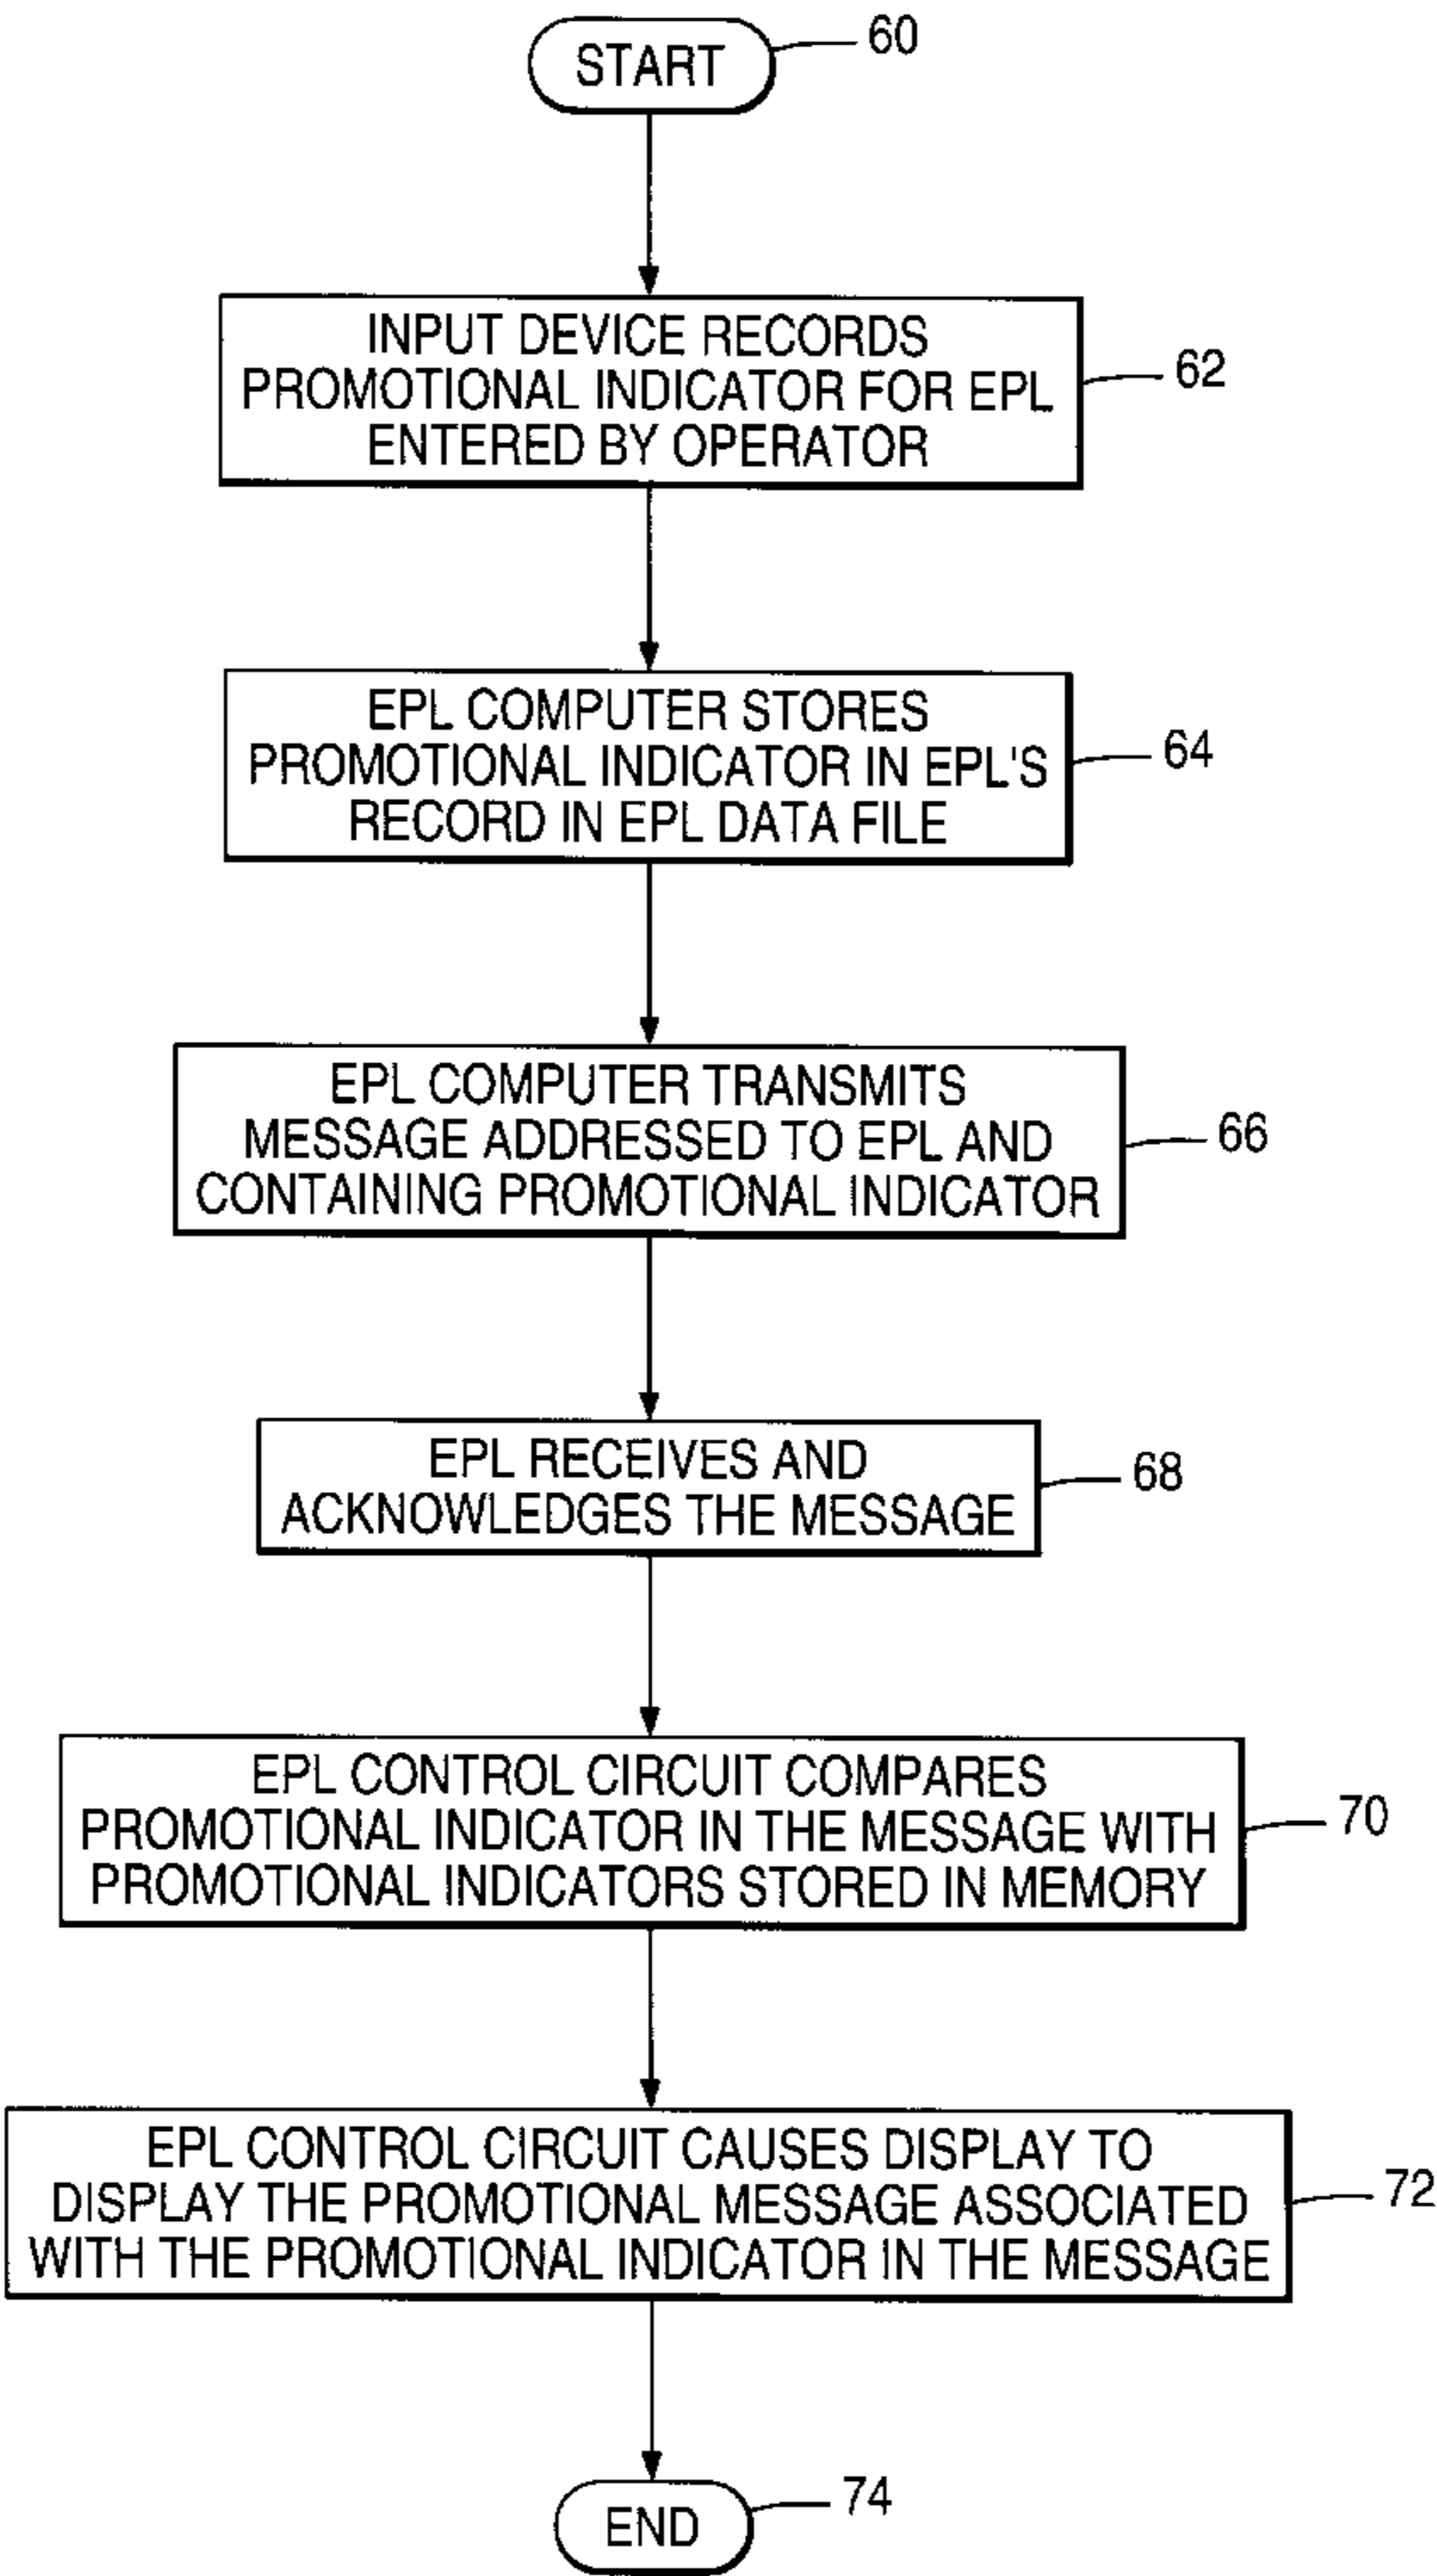 START
60
INPUT DEVICE RECORDS
PROMOTIONAL INDICATOR FOR EPL
ENTERED BY OPERATOR
62
EPL COMPUTER STORES
PROMOTIONAL INDICATOR IN EPL'S
RECORD IN EPL DATA FILE
64
EPL COMPUTER TRANSMITS
MESSAGE ADDRESSED TO EPL AND
CONTAINING PROMOTIONAL INDICATOR
66
EPL RECEIVES AND
ACKNOWLEDGES THE MESSAGE
68
EPL CONTROL CIRCUIT COMPARES
PROMOTIONAL INDICATOR IN THE MESSAGE WITH
PROMOTIONAL INDICATORS STORED IN MEMORY
70
EPL CONTROL CIRCUIT CAUSES DISPLAY TO
DISPLAY THE PROMOTIONAL MESSAGE ASSOCIATED
WITH THE PROMOTIONAL INDICATOR IN THE MESSAGE
72
END
74